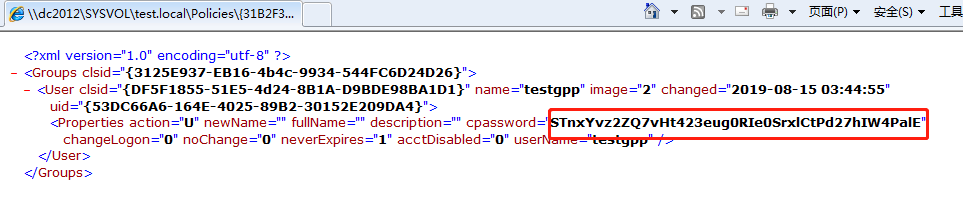 \\dc2012\SYSVOL\test.local\Policies\{31B2F3...
页面(P)
安全(S)
工具
<?xml version="1.0" encoding="utf-8" ?>
- <Groups clsid="{3125E937-EB16-4b4c-9934-544FC6D24D26}">
- <User clsid="{DF5F1855-51E5-4d24-8B1A-D9BDE98BA1D1}" name="testgpp" image="2" changed="2019-08-15 03:44:55"
uid="{53DC66A6-164E-4025-89B2-30152E209DA4}">
<Properties action="U" newName="" fullName="" description="" cpassword="STnxYvz2ZQ7vHt423eug0RIe0SrxlCtPd27hIW4PalE"
changeLogon="0" noChange="0" neverExpires="1" acctDisabled="0" userName="testgpp" />
</User>
</Groups>